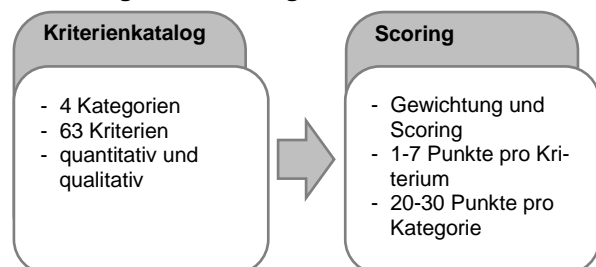 Kriterienkatalog
- 4 Kategorien
- 63 Kriterien
- quantitativ und
qualitativ
Scoring
- Gewichtung und
Scoring
- 1-7 Punkte pro Kri-
terium
- 20-30 Punkte pro
Kategorie